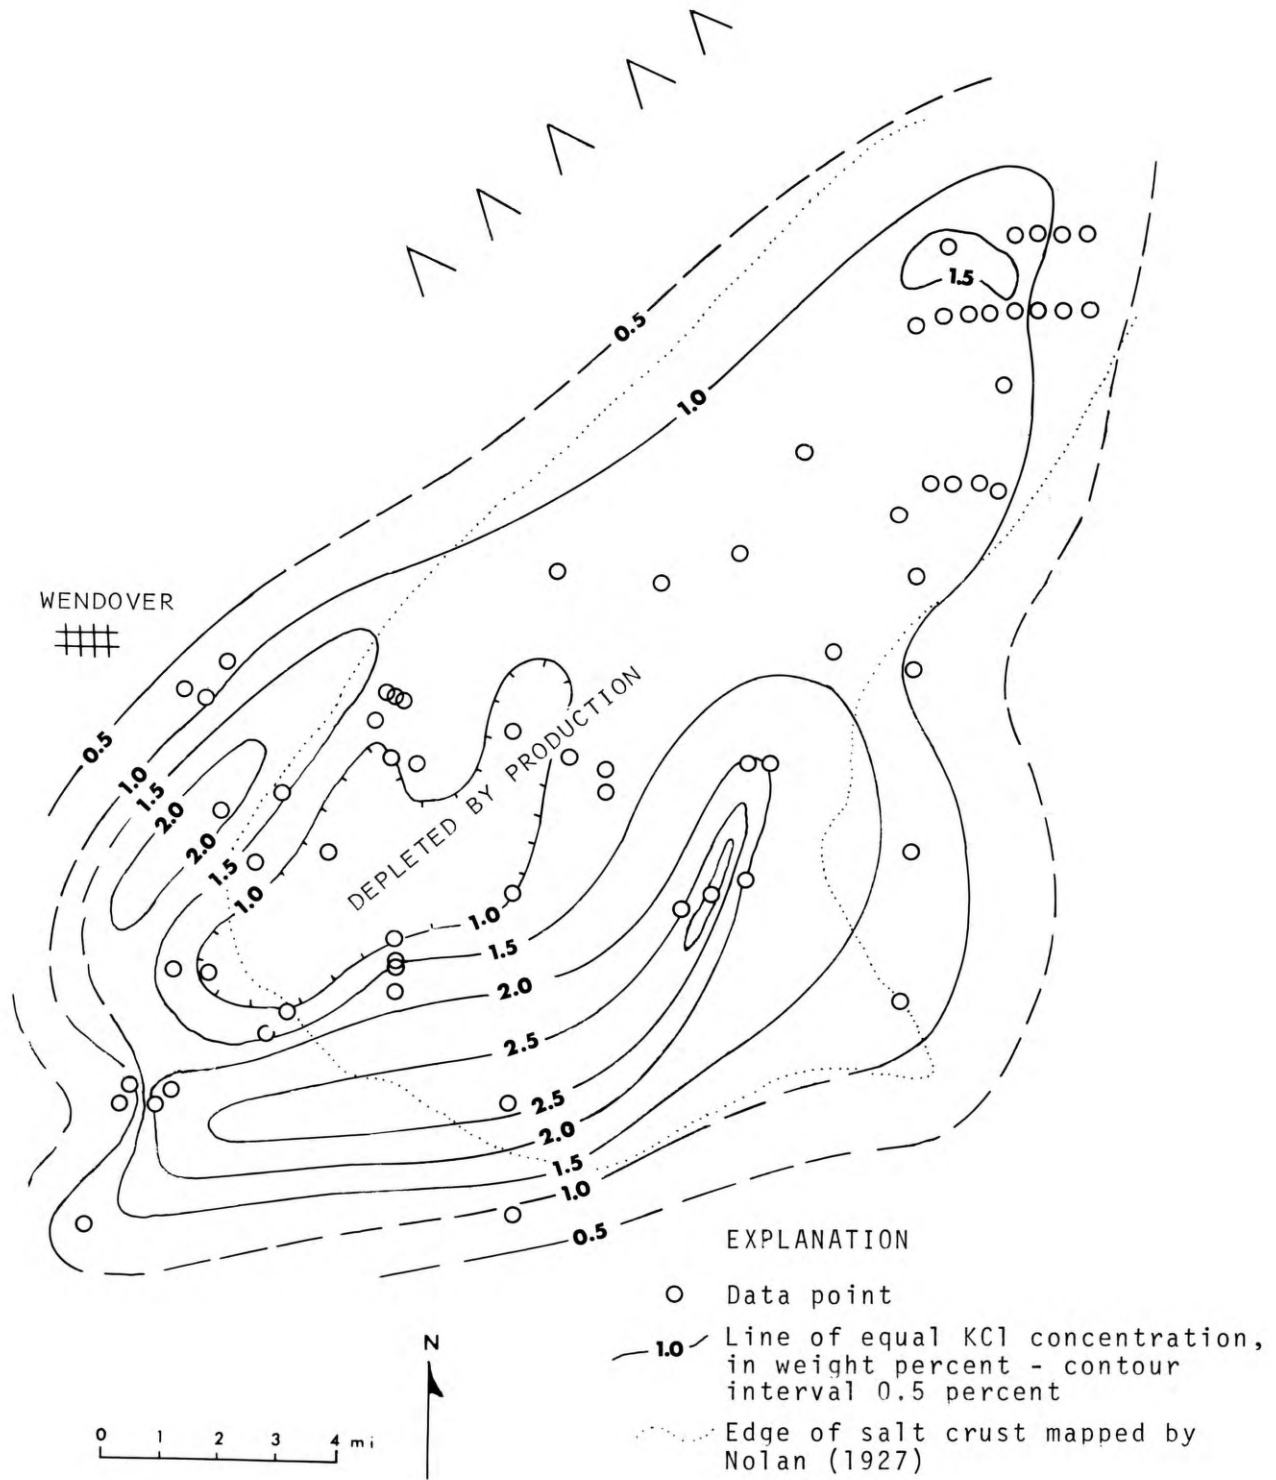 0.5
1.0
1.5
WENDOVER
0.5
1.0
1.5
2.0
2.0
1.5
1.0
DEPLETED BY PRODUCTION
1.0
1.5
2.0
2.5
2.5
2.0
1.5
1.0
0.5
EXPLANATION
Data point
1.0 Line of equal KCl concentration,
in weight percent - contour
interval 0.5 percent
Edge of salt crust mapped by
Nolan (1927)
N
0 1 2 3 4 mi